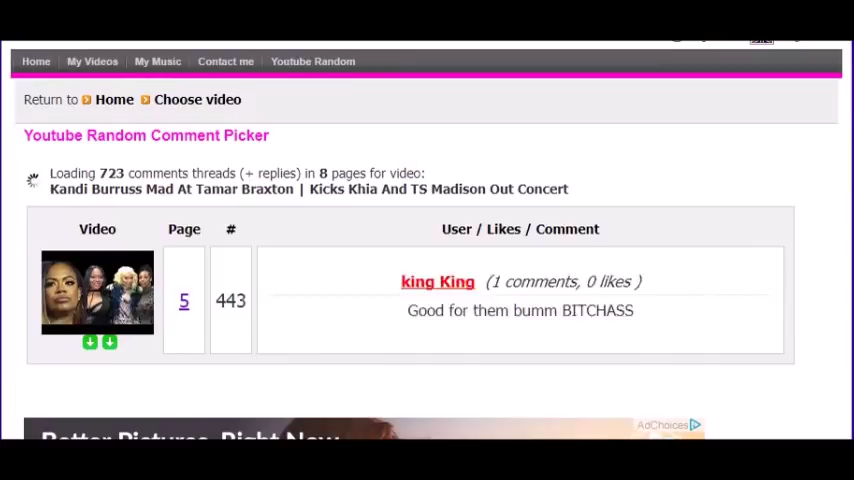 Home My Videos My Music Contact me Youtube Random
Return to Home Choose video
Youtube Random Comment Picker
Loading 723 comments threads (+ replies) in 8 pages for video:
Kandi Burruss Mad At Tamar Braxton | Kicks Khia And TS Madison Out Concert
Video Page # User / Likes / Comment
king King (1 comments, 0 likes )
5 443
Good for them bumm BITCHASS
AdChoices
Better Pictures, Right Now